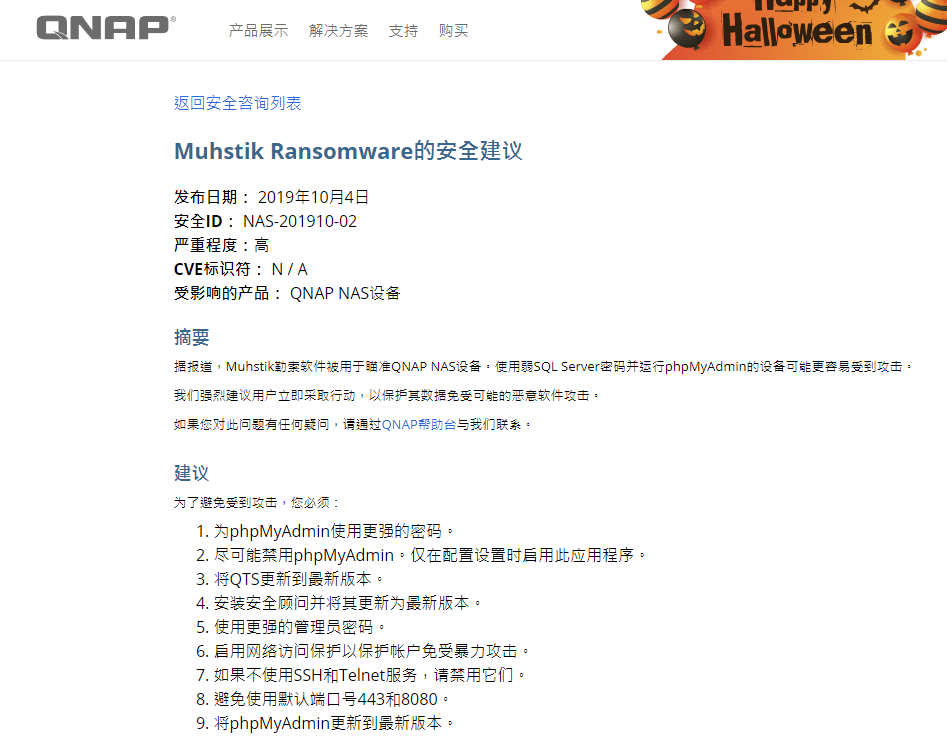 QNAP®
产品展示 解决方案 支持 购买
Happy
Halloween
返回安全咨询列表
Muhstik Ransomware的安全建议
发布日期： 2019年10月4日
安全ID： NAS-201910-02
严重程度：高
CVE标识符： N / A
受影响的产品： QNAP NAS设备
摘要
据报道，Muhstik勒索软件被用于瞄准QNAP NAS设备。使用弱SQL Server密码并运行phpMyAdmin的设备可能更容易受到攻击。
我们强烈建议用户立即采取行动，以保护其数据免受可能的恶意软件攻击。
如果您对此问题有任何疑问，请通过QNAP帮助台与我们联系。
建议
为了避免受到攻击，您必须：
1. 为phpMyAdmin使用更强的密码。
2. 尽可能禁用phpMyAdmin。仅在配置设置时启用此应用程序。
3. 将QTS更新到最新版本。
4. 安装安全顾问并将其更新为最新版本。
5. 使用更强的管理员密码。
6. 启用网络访问保护以保护帐户免受暴力攻击。
7. 如果不使用SSH和Telnet服务，请禁用它们。
8. 避免使用默认端口号443和8080。
9. 将phpMyAdmin更新到最新版本。